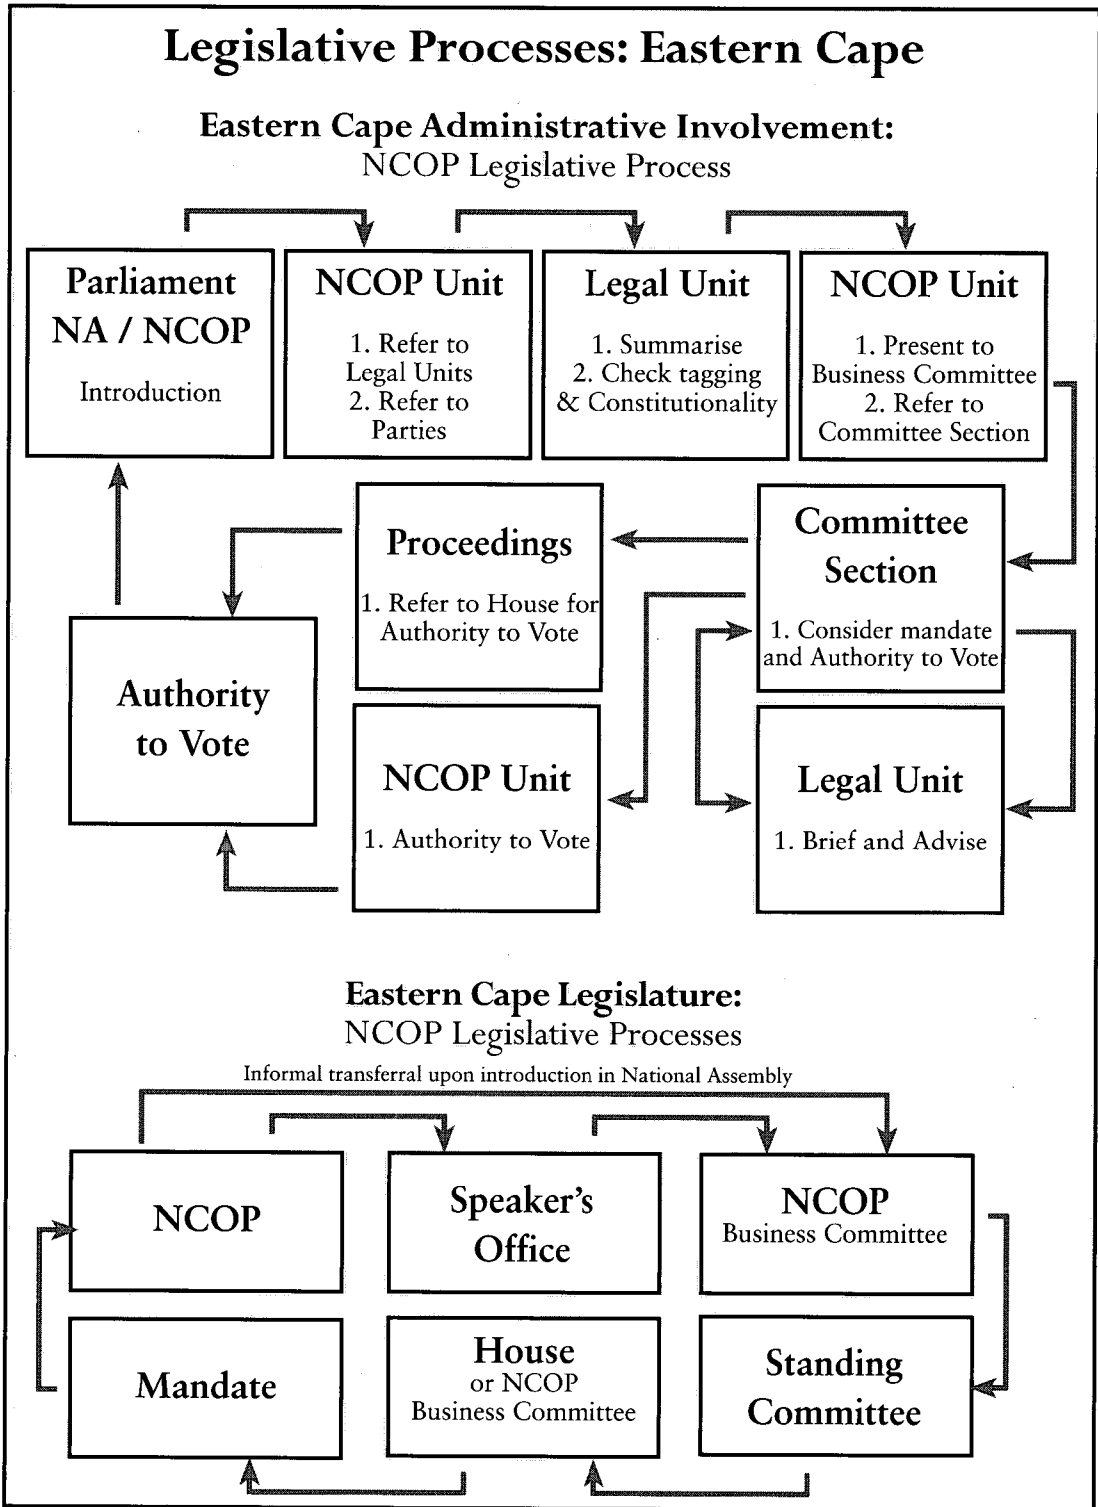 Legislative Processes: Eastern Cape
Eastern Cape Administrative Involvement:
NCOP Legislative Process
Parliament
NA / NCOP
Introduction
NCOP Unit
1. Refer to
Legal Units
2. Refer to
Parties
Legal Unit
1. Summarise
2. Check tagging
& Constitutionality
NCOP Unit
1. Present to
Business Committee
2. Refer to
Committee Section
Proceedings
1. Refer to House for
Authority to Vote
Committee
Section
1. Consider mandate
and Authority to Vote
Authority
to Vote
NCOP Unit
1. Authority to Vote
Legal Unit
1. Brief and Advise
Eastern Cape Legislature:
NCOP Legislative Processes
Informal transferral upon introduction in National Assembly
NCOP
Speaker's
Office
NCOP
Business Committee
Mandate
House
or NCOP
Business Committee
Standing
Committee